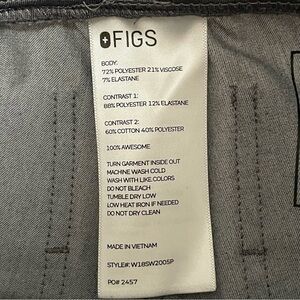 FIGS
BODY:
72% POLYESTER 21% VISCOSE
7% ELASTANE
CONTRAST 1:
88% POLYESTER 12% ELASTANE
CONTRAST 2:
60% COTTON 40% POLYESTER
100% AWESOME
TURN GARMENT INSIDE OUT
MACHINE WASH COLD
WASH WITH LIKE COLORS
DO NOT BLEACH
TUMBLE DRY LOW
LOW HEAT IRON IF NEEDED
DO NOT DRY CLEAN
MADE IN VIETNAM
STYLE#: W18SW2005P
PO# 2457